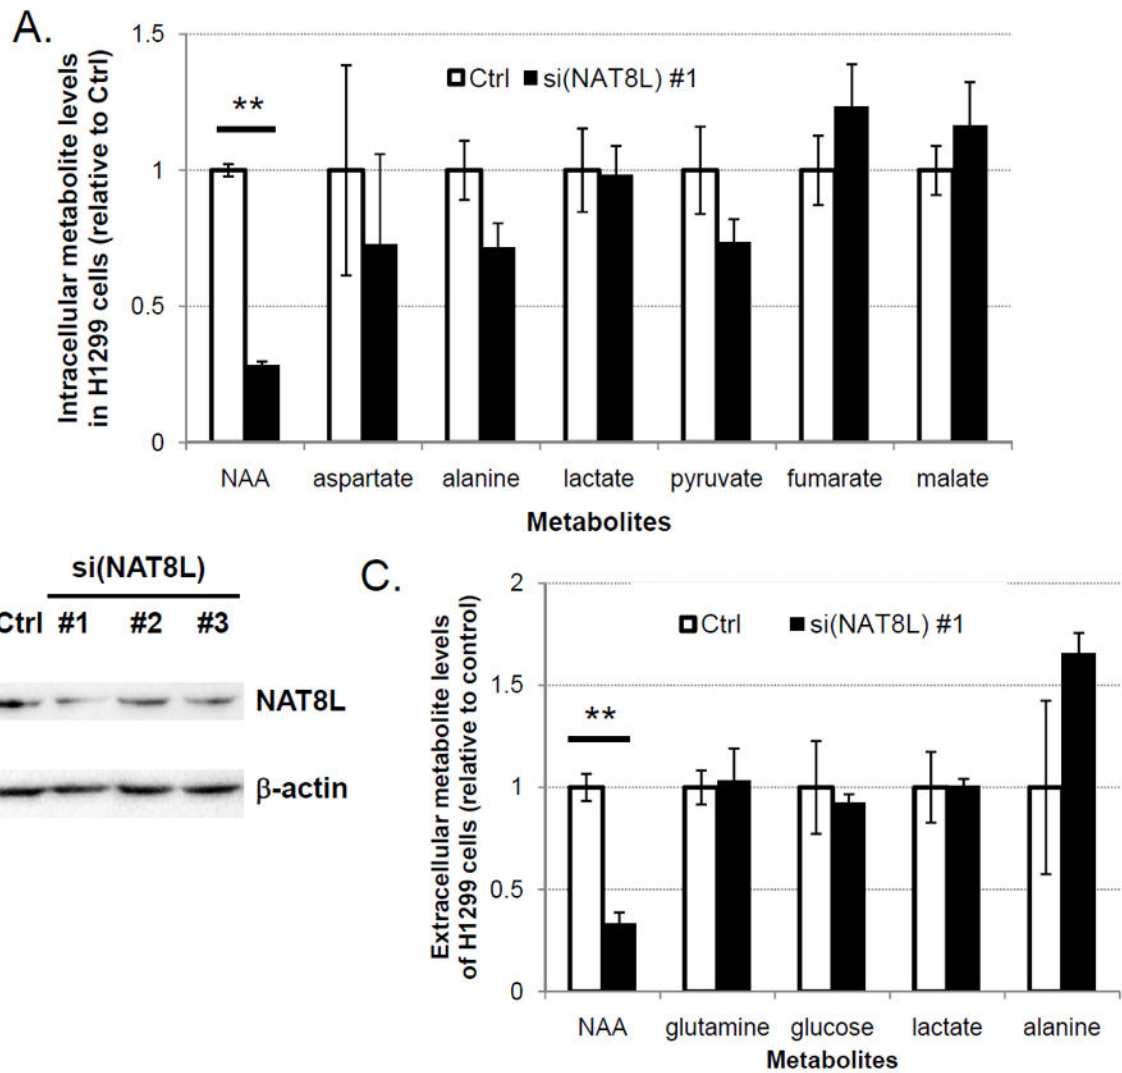 A.
Intracellular metabolite levels
in H1299 cells (relative to Ctrl)
1.5
1
0.5
0
Ctrl si(NAT8L) #1
**
NAA aspartate alanine lactate pyruvate fumarate malate
Metabolites
si(NAT8L)
Ctrl #1 #2 #3
NAT8L
β-actin
C.
Extracellular metabolite levels
of H1299 cells (relative to control)
2
1.5
1
0.5
0
Ctrl si(NAT8L) #1
**
NAA glutamine glucose lactate alanine
Metabolites